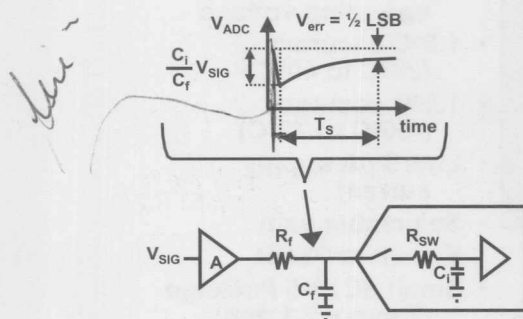 V_ADC
V_err = ½ LSB
C_i/C_f V_SIG
T_S
time
V_SIG
A
R_f
C_f
R_SW
C_i